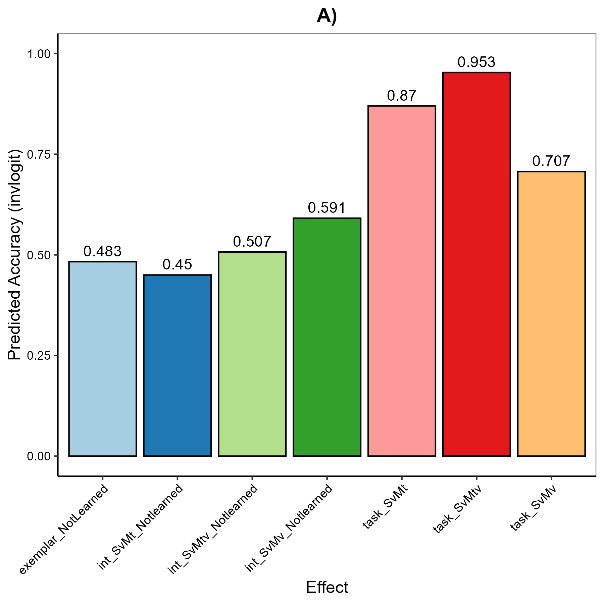 A)
Predicted Accuracy (invlogit)
1.00
0.75
0.50
0.25
0.00
0.483
0.45
0.507
0.591
0.87
0.953
0.707
exemplar_NotLearned
int_SvMt_Notlearned
int_SvMtv_Notlearned
int_SvMv_Notlearned
task_SvMt
task_SvMtv
task_SvMv
Effect